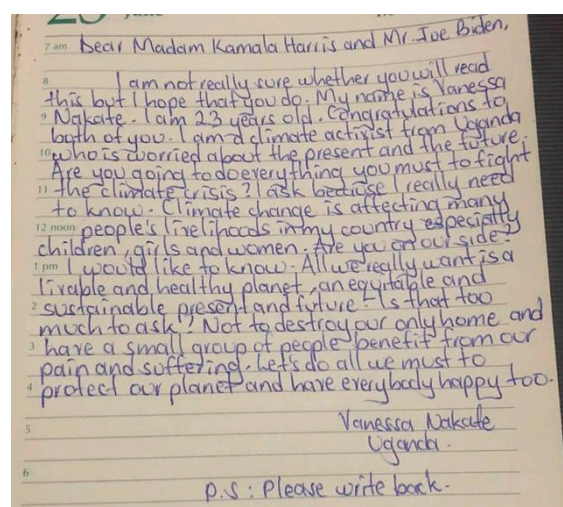 7 am Dear Madam Kamala Harris and Mr. Joe Biden,
8 I am not really sure whether you will read
this but I hope that you do. My name is Vanessa
9 Nakate. I am 23 years old. Congratulations to
both of you. I am a climate activist from Uganda
10 who is worried about the present and the future.
Are you going to do everything you must to fight
11 the climate crisis? I ask because I really need
to know. Climate change is affecting many
12 noon people's livelihoods in my country especially
children, girls and women. Are you on our side?
1 pm I would like to know. All we really want is a
livable and healthy planet, an equitable and
2 sustainable present and future. Is that too
much to ask? Not to destroy our only home and
3 have a small group of people benefit from our
pain and suffering. Let's do all we must to
4 protect our planet and have everybody happy too.
5 Vanessa Nakate
Uganda.
6
P.S: Please write back.